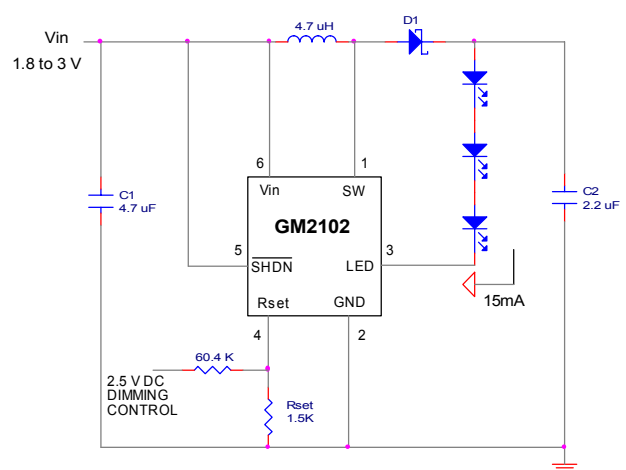 Vin
1.8 to 3 V
4.7 uH
D1
6
1
Vin
SW
C1
4.7 uF
GM2102
C2
2.2 uF
5
3
SHDN
LED
15mA
Rset
GND
4
2
60.4 K
2.5 V DC
DIMMING
CONTROL
Rset
1.5K